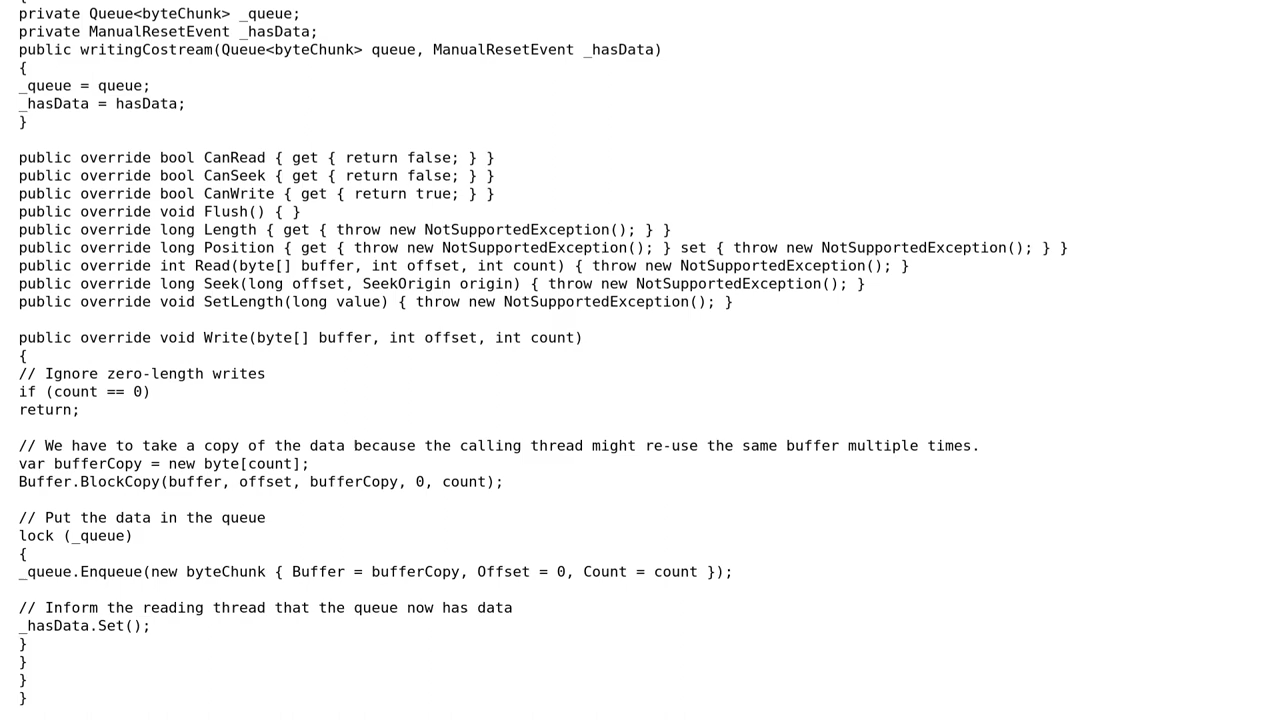 {
private Queue<byteChunk> _queue;
private ManualResetEvent _hasData;
public writingCostream(Queue<byteChunk> queue, ManualResetEvent _hasData)
{
_queue = queue;
_hasData = hasData;
}
public override bool CanRead { get { return false; } }
public override bool CanSeek { get { return false; } }
public override bool CanWrite { get { return true; } }
public override void Flush() { }
public override long Length { get { throw new NotSupportedException(); } }
public override long Position { get { throw new NotSupportedException(); } set { throw new NotSupportedException(); } }
public override int Read(byte[] buffer, int offset, int count) { throw new NotSupportedException(); }
public override long Seek(long offset, SeekOrigin origin) { throw new NotSupportedException(); }
public override void SetLength(long value) { throw new NotSupportedException(); }
public override void Write(byte[] buffer, int offset, int count)
{
// Ignore zero-length writes
if (count == 0)
return;
// We have to take a copy of the data because the calling thread might re-use the same buffer multiple times.
var bufferCopy = new byte[count];
Buffer.BlockCopy(buffer, offset, bufferCopy, 0, count);
// Put the data in the queue
lock (_queue)
{
_queue.Enqueue(new byteChunk { Buffer = bufferCopy, Offset = 0, Count = count });
// Inform the reading thread that the queue now has data
_hasData.Set();
}
}
}
}